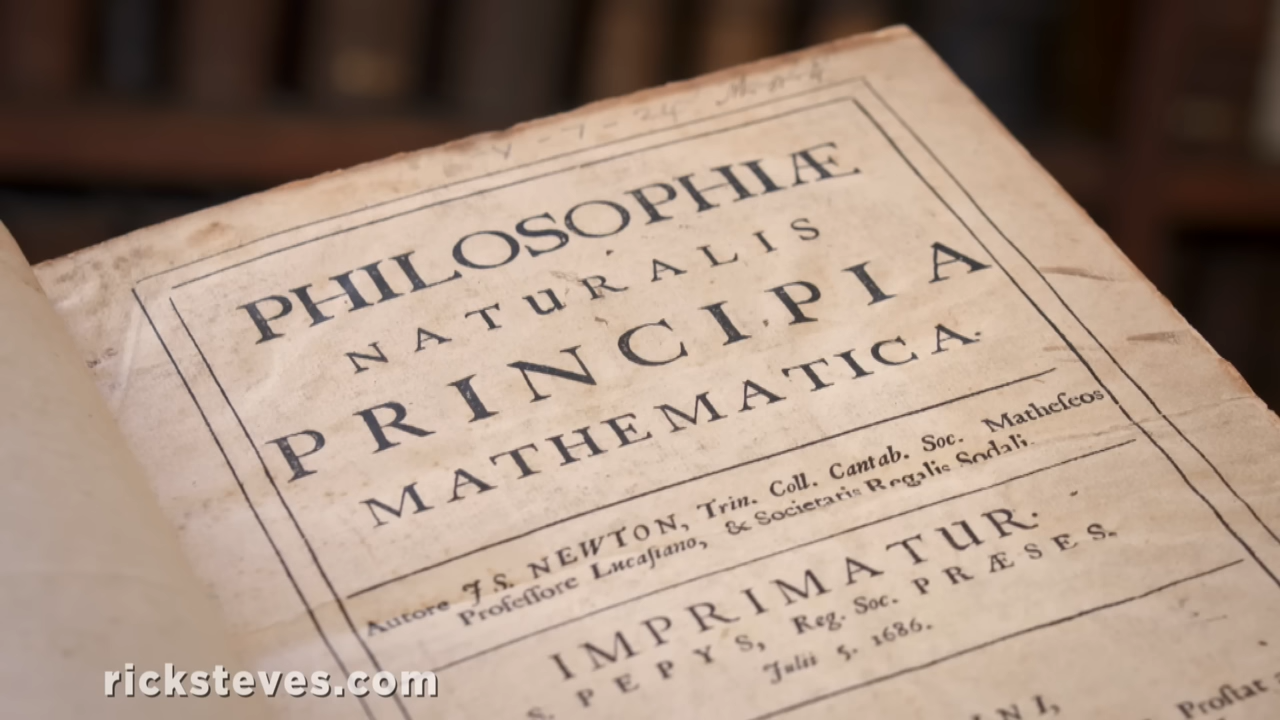 PHILOSOPHIÆ
NATURALIS
PRINCIPIA
MATHEMATICA.
Autore JS. NEWTON, Trin. Coll. Cantab. Soc. Matheſeos
Profeſſore Lucaſiano, & Societatis Regalis Sodali.
IMPRIMATUR.
S. PEPYS, Reg. Soc. PRÆSES.
Julii 5. 1686.
Proſtat
ricksteves.com